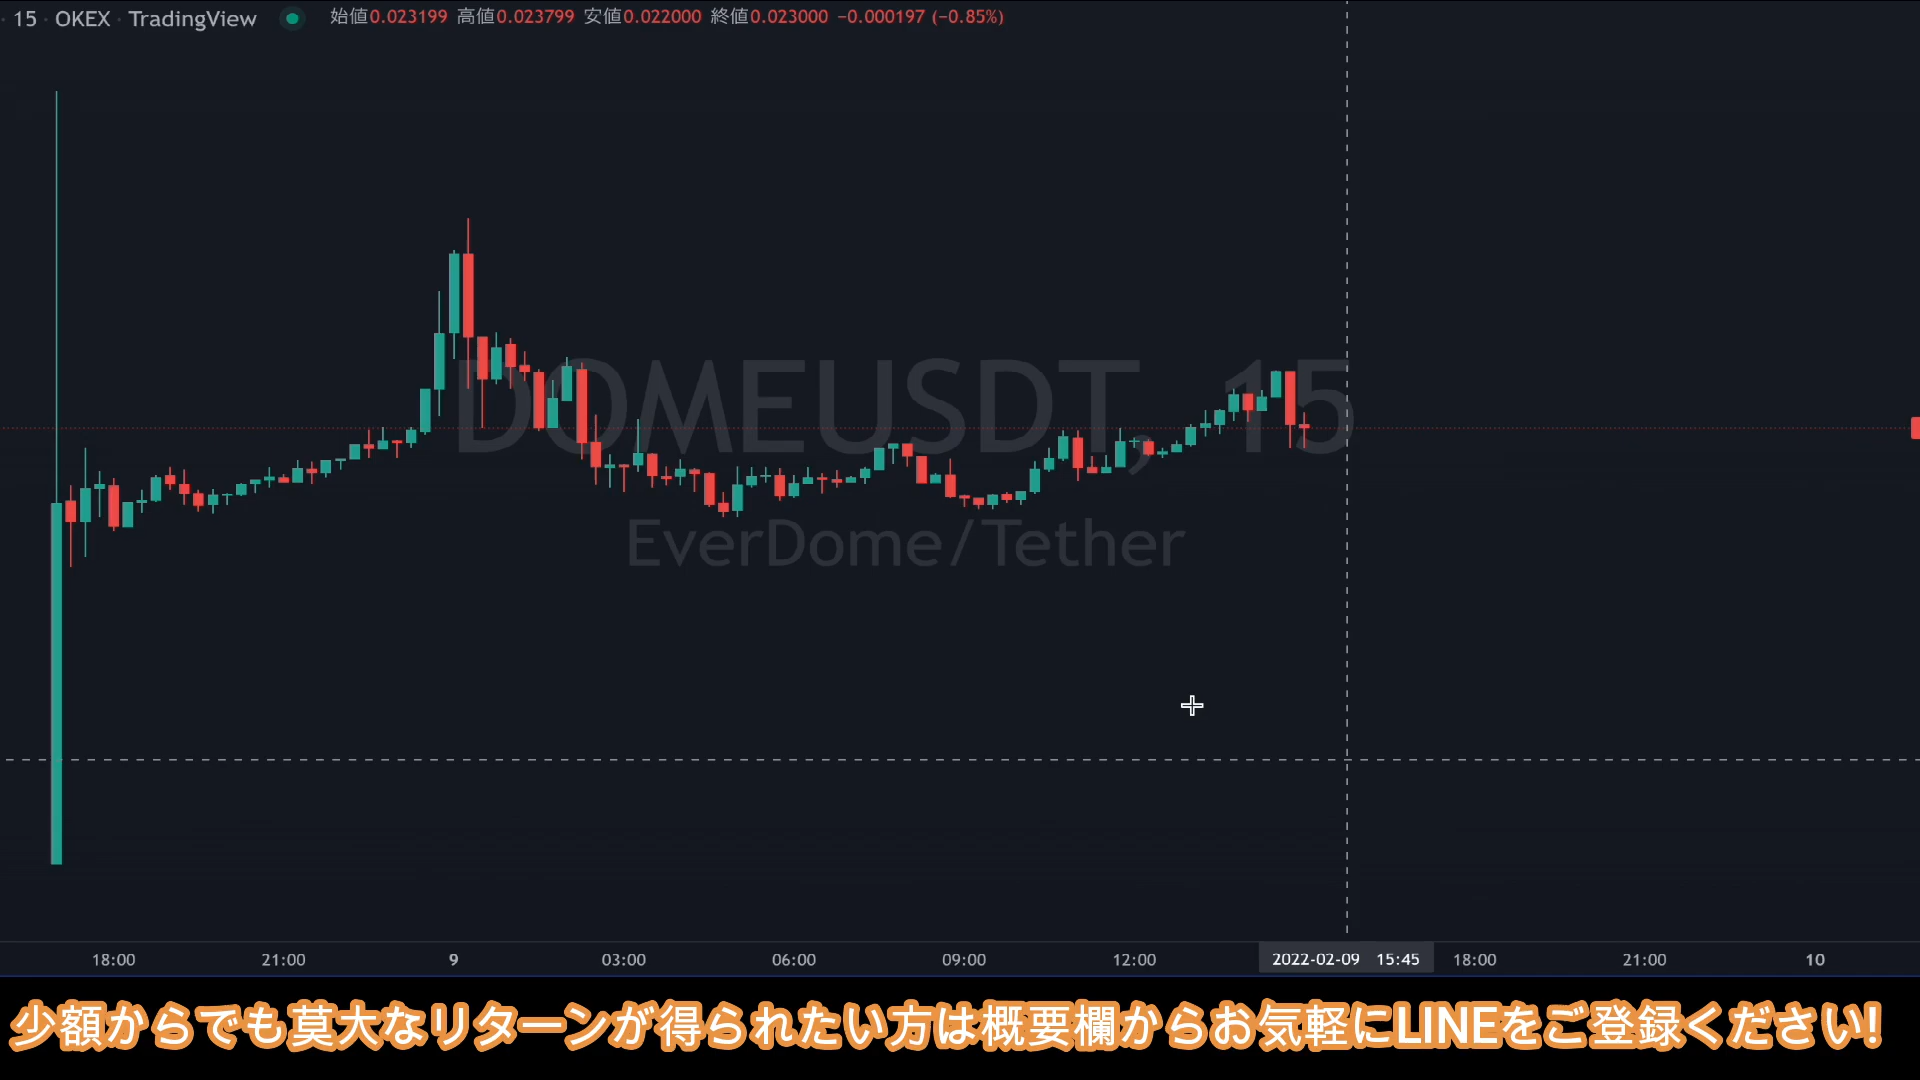 · 15 · OKEX · TradingView 始値0.023199 高値0.023799 安値0.022000 終値0.023000 −0.000197 (−0.85%)
DOMEUSDT, 15
EverDome/Tether
18:00 21:00 9 03:00 06:00 09:00 12:00 2022-02-09 15:45 18:00 21:00 10
少額からでも莫大なリターンが得られたい方は概要欄からお気軽にLINEをご登録ください!